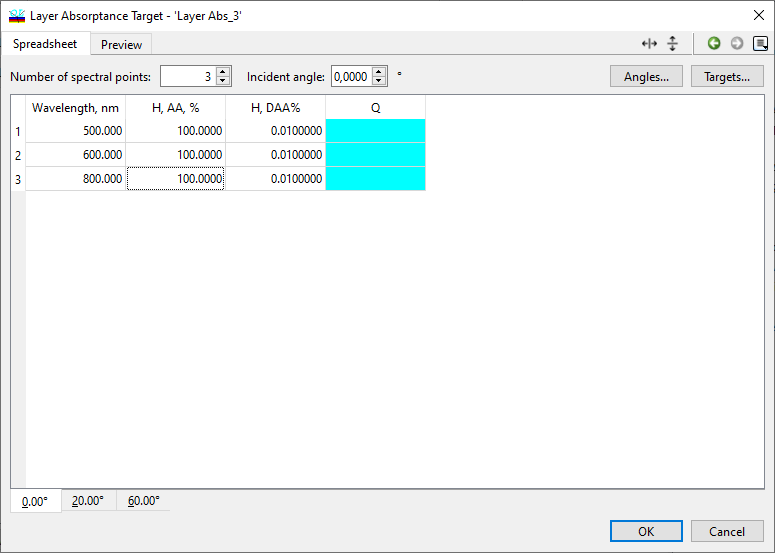 Layer Absorptance Target - 'Layer Abs_3'
Spreadsheet Preview
Number of spectral points: 3 Incident angle: 0,0000 ° Angles... Targets...
Wavelength, nm H, AA, % H, DAA% Q
1 500.000 100.0000 0.0100000
2 600.000 100.0000 0.0100000
3 800.000 100.0000 0.0100000
0.00° 20.00° 60.00°
OK Cancel